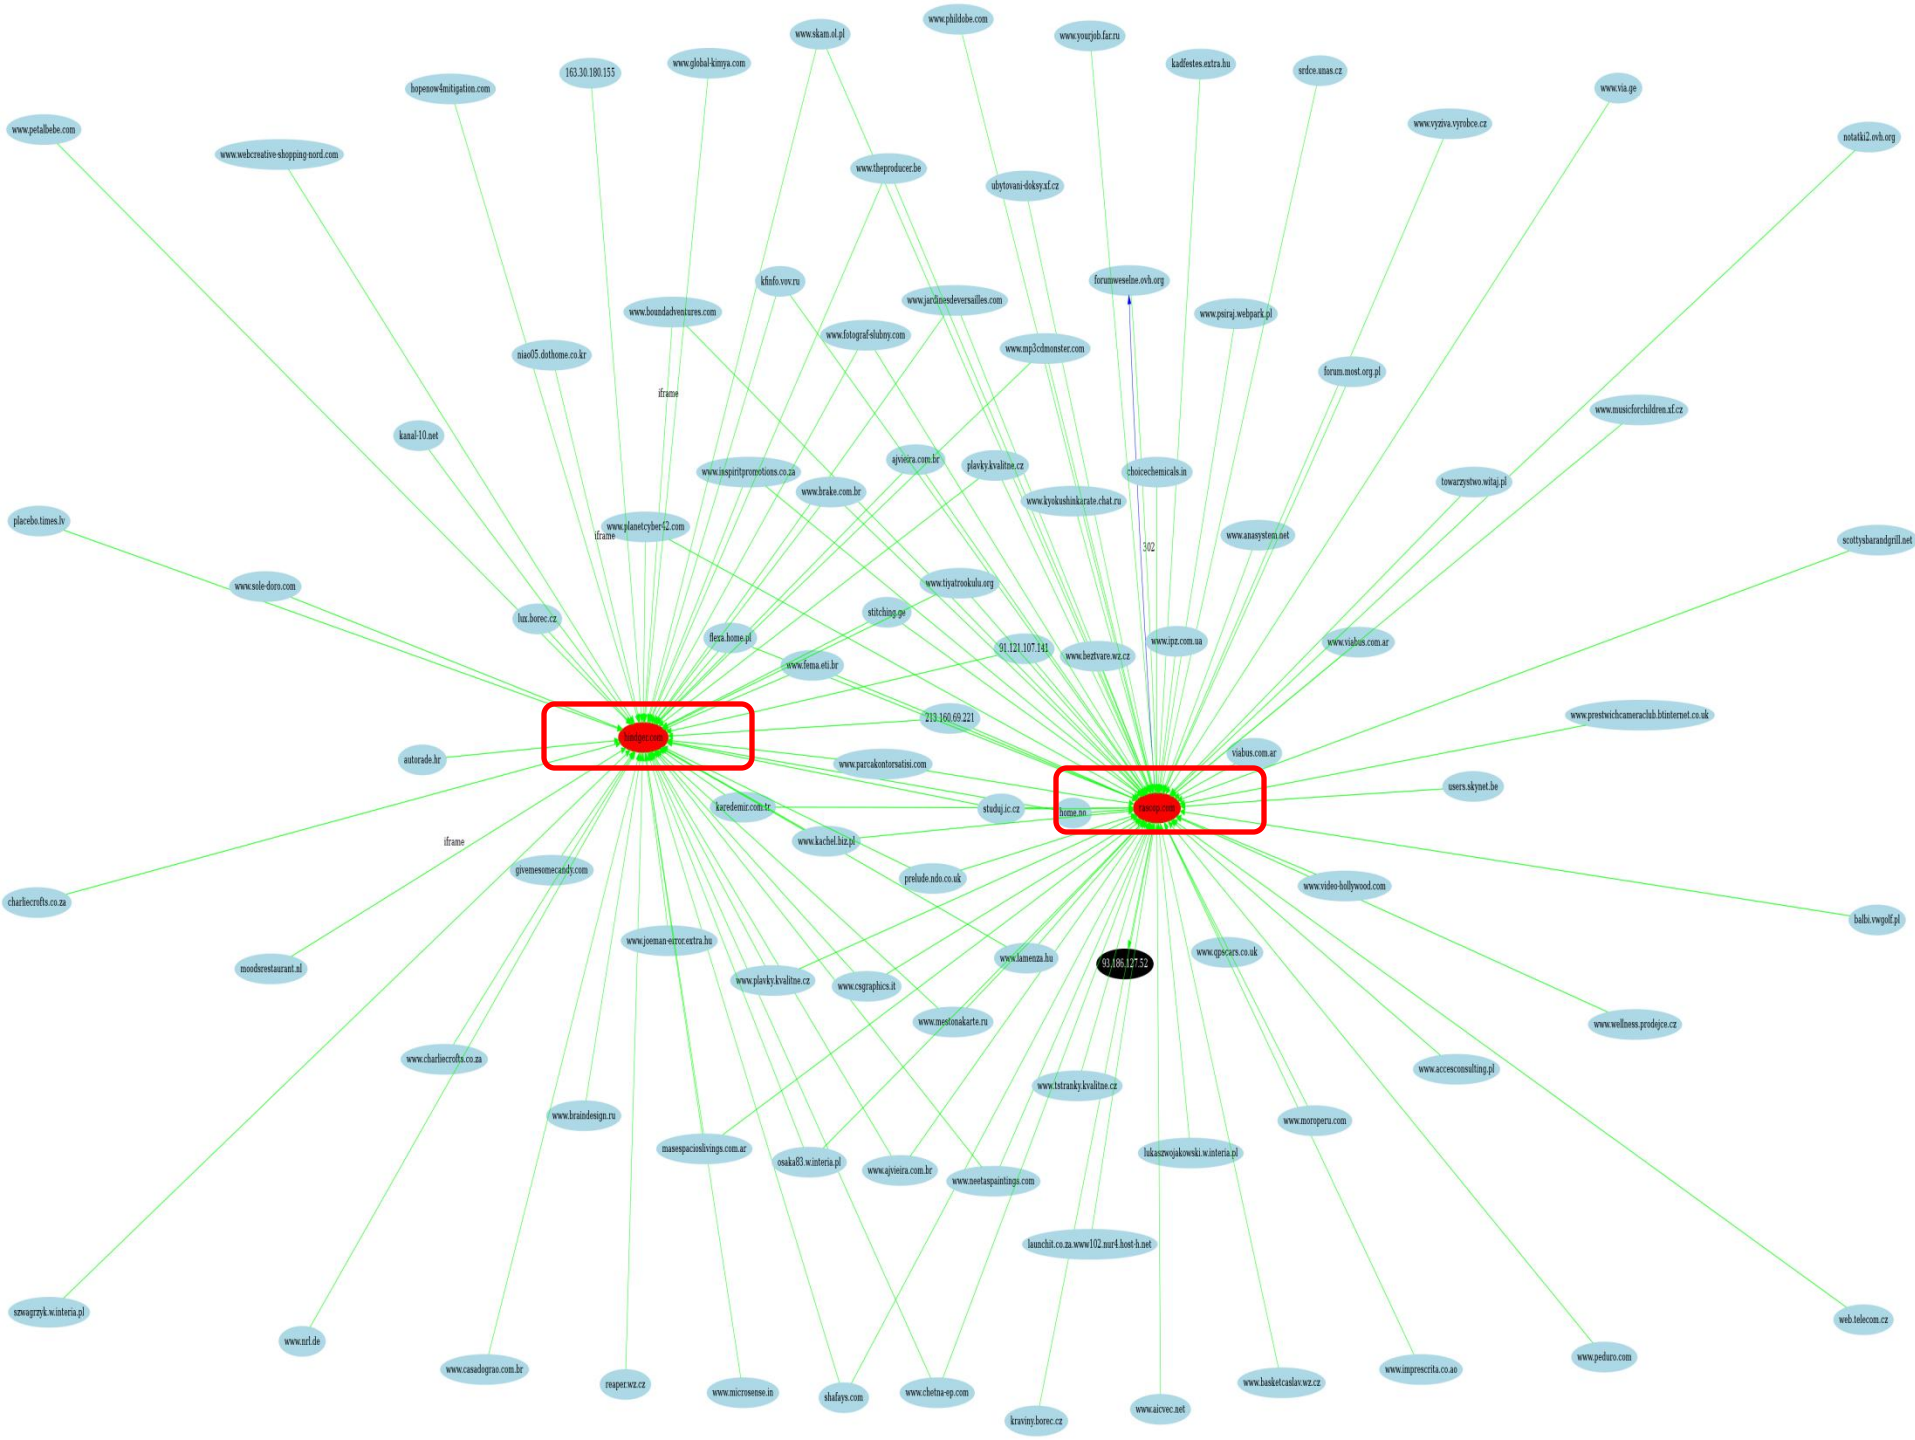 www.phildobe.com
www.skam.ol.pl
www.yourjob.far.ru
www.global-kimya.com
kadfestes.extra.hu
163.30.180.155
srdce.unas.cz
hopenow4mitigation.com
www.via.ge
www.vyziva.vyrobce.cz
www.petalbebe.com
notatki2.ovh.org
www.webcreative-shopping-nord.com
www.theproducer.be
ubytovani-doksy.xf.cz
kfinfo.vov.ru
forumweselne.ovh.org
www.jardinesdeversailles.com
www.boundadventures.com
www.psiraj.webpark.pl
www.fotograf-slubny.com
www.mp3cdmonster.com
niao05.dothome.co.kr
forum.most.org.pl
iframe
www.musicforchildren.xf.cz
kanal-10.net
ajvieira.com.br
plavky.kvalitne.cz
www.inspiritpromotions.co.za
choicechemicals.in
towarzystwo.witaj.pl
www.brake.com.br
www.kyokushinkarate.chat.ru
placebo.times.lv
www.planetcyber42.com
iframe
www.anasystem.net
scottysbarandgrill.net
302
www.sole-doro.com
www.tiyatrookulu.org
stitching.ge
lux.borec.cz
flexa.home.pl
www.ipz.com.ua
www.viabus.com.ar
91.121.107.141
www.beztvare.wz.cz
www.fema.eti.br
www.prestwichcameraclub.btinternet.co.uk
213.160.69.221
viabus.com.ar
autorade.hr
www.parcakontorsatisi.com
users.skynet.be
karedemir.com.tr
studuj.ic.cz
home.no
www.kachel.biz.pl
iframe
givemesomecandy.com
prelude.ndo.co.uk
www.video-hollywood.com
charliecrofts.co.za
balbi.vwgolf.pl
www.joeman-error.extra.hu
www.qpscars.co.uk
www.lamenza.hu
93.186.127.52
moodsrestaurant.nl
www.plavky.kvalitne.cz
www.csgraphics.it
www.mestonakarte.ru
www.wellness.prodejce.cz
www.charliecrofts.co.za
www.accesconsulting.pl
www.tstranky.kvalitne.cz
www.braindesign.ru
www.moroperu.com
masespacioslivings.com.ar
lukaszwojakowski.w.interia.pl
osaka83.w.interia.pl
www.ajvieira.com.br
www.neetaspaintings.com
launchit.co.za.www102.nur4.host-h.net
szwagrzyk.w.interia.pl
web.telecom.cz
www.nrl.de
www.peduro.com
www.casadograo.com.br
www.imprescrita.co.ao
reaper.wz.cz
www.basketcaslav.wz.cz
www.microsense.in
www.chetna-ep.com
shafays.com
www.aicvec.net
kraviny.borec.cz